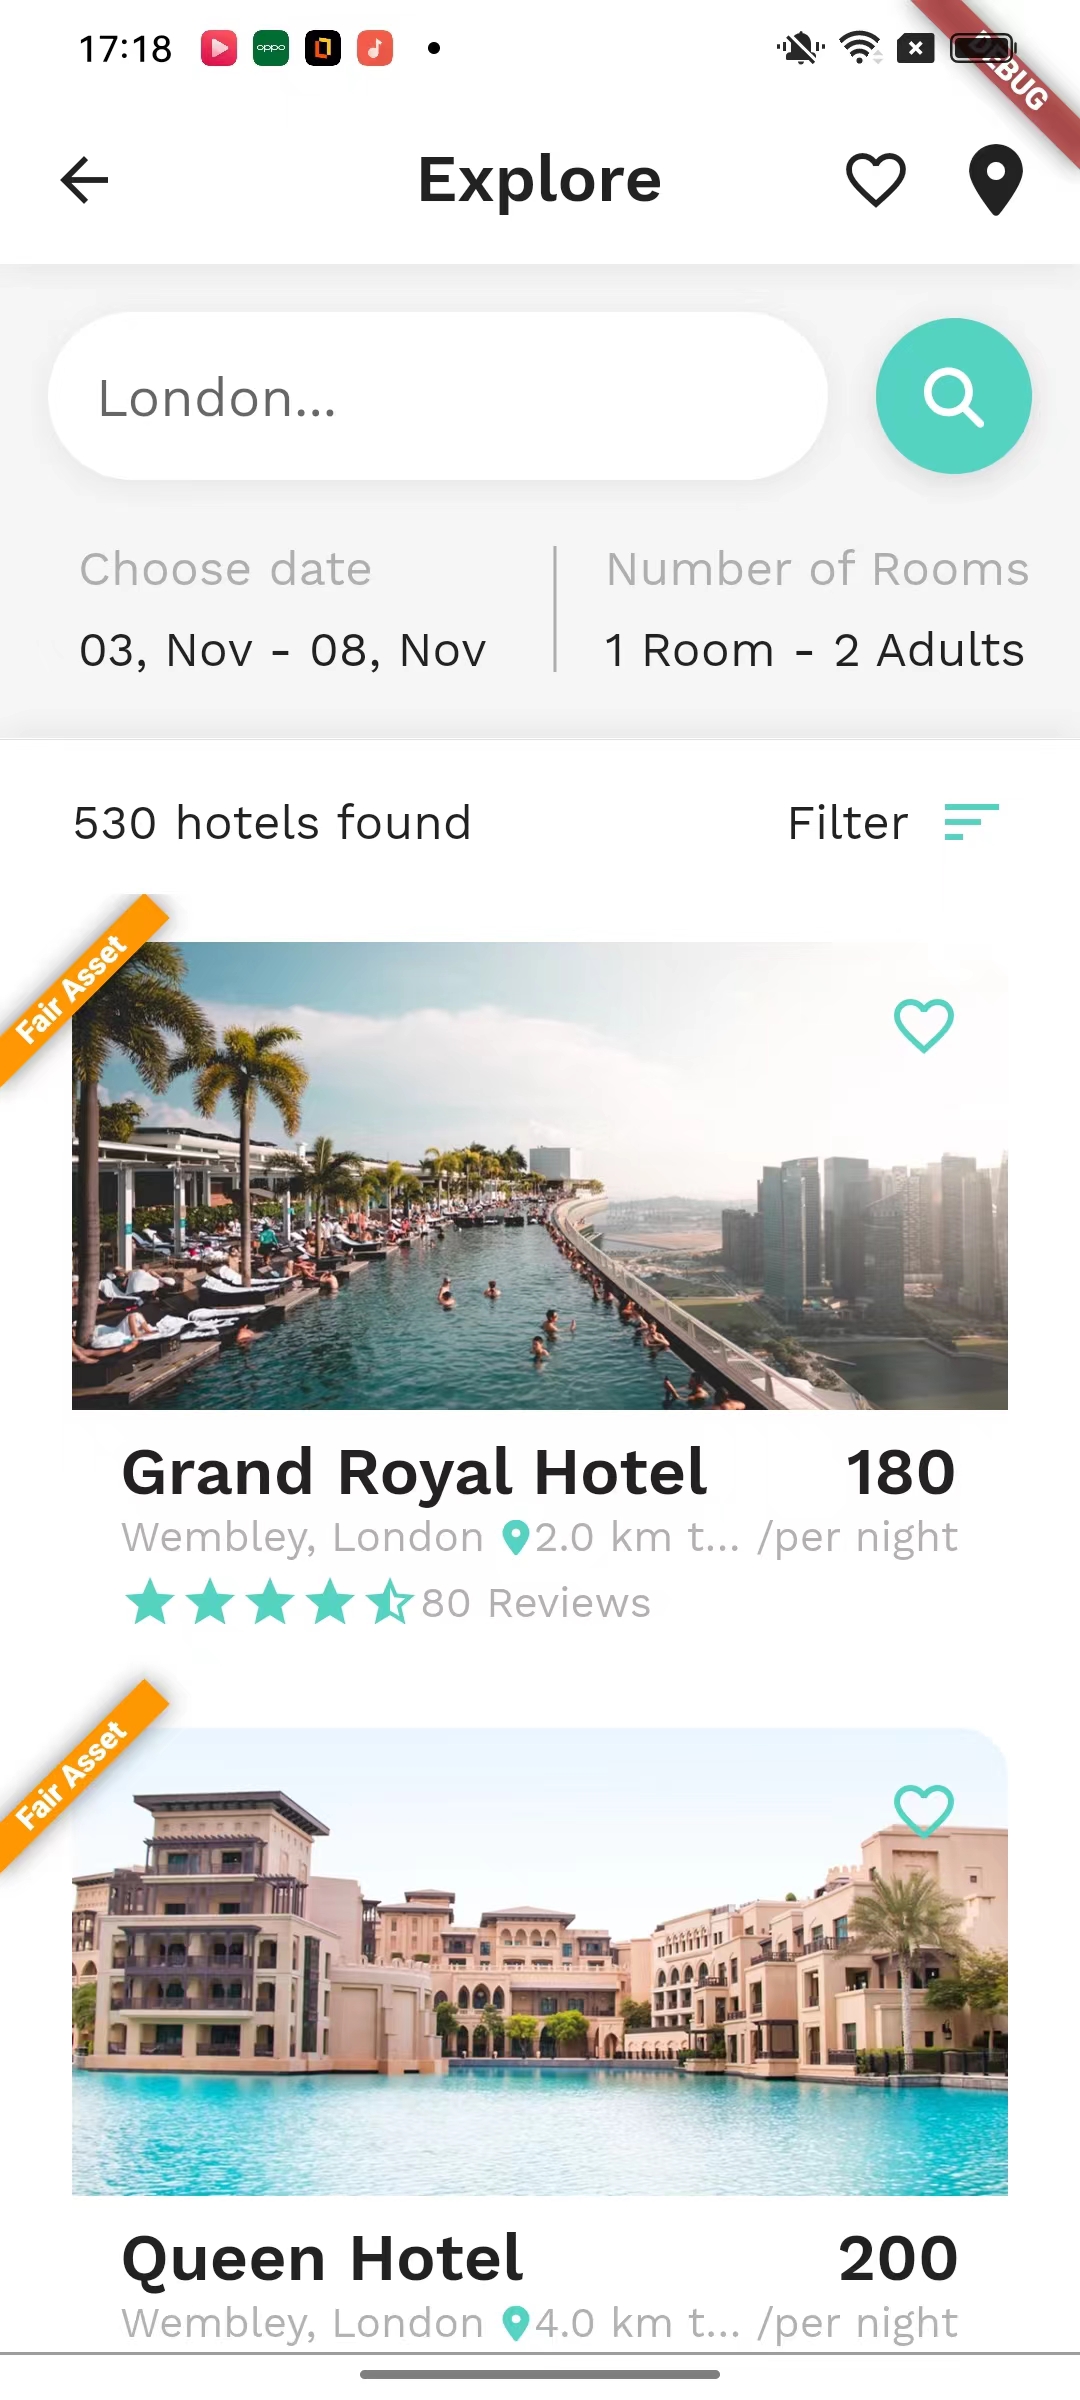 17:18
oppo
DEBUG
Explore
London...
Choose date
03, Nov - 08, Nov
Number of Rooms
1 Room - 2 Adults
530 hotels found
Filter
Fair Asset
Grand Royal Hotel
180
Wembley, London 2.0 km t... /per night
80 Reviews
Fair Asset
Queen Hotel
200
Wembley, London 4.0 km t... /per night